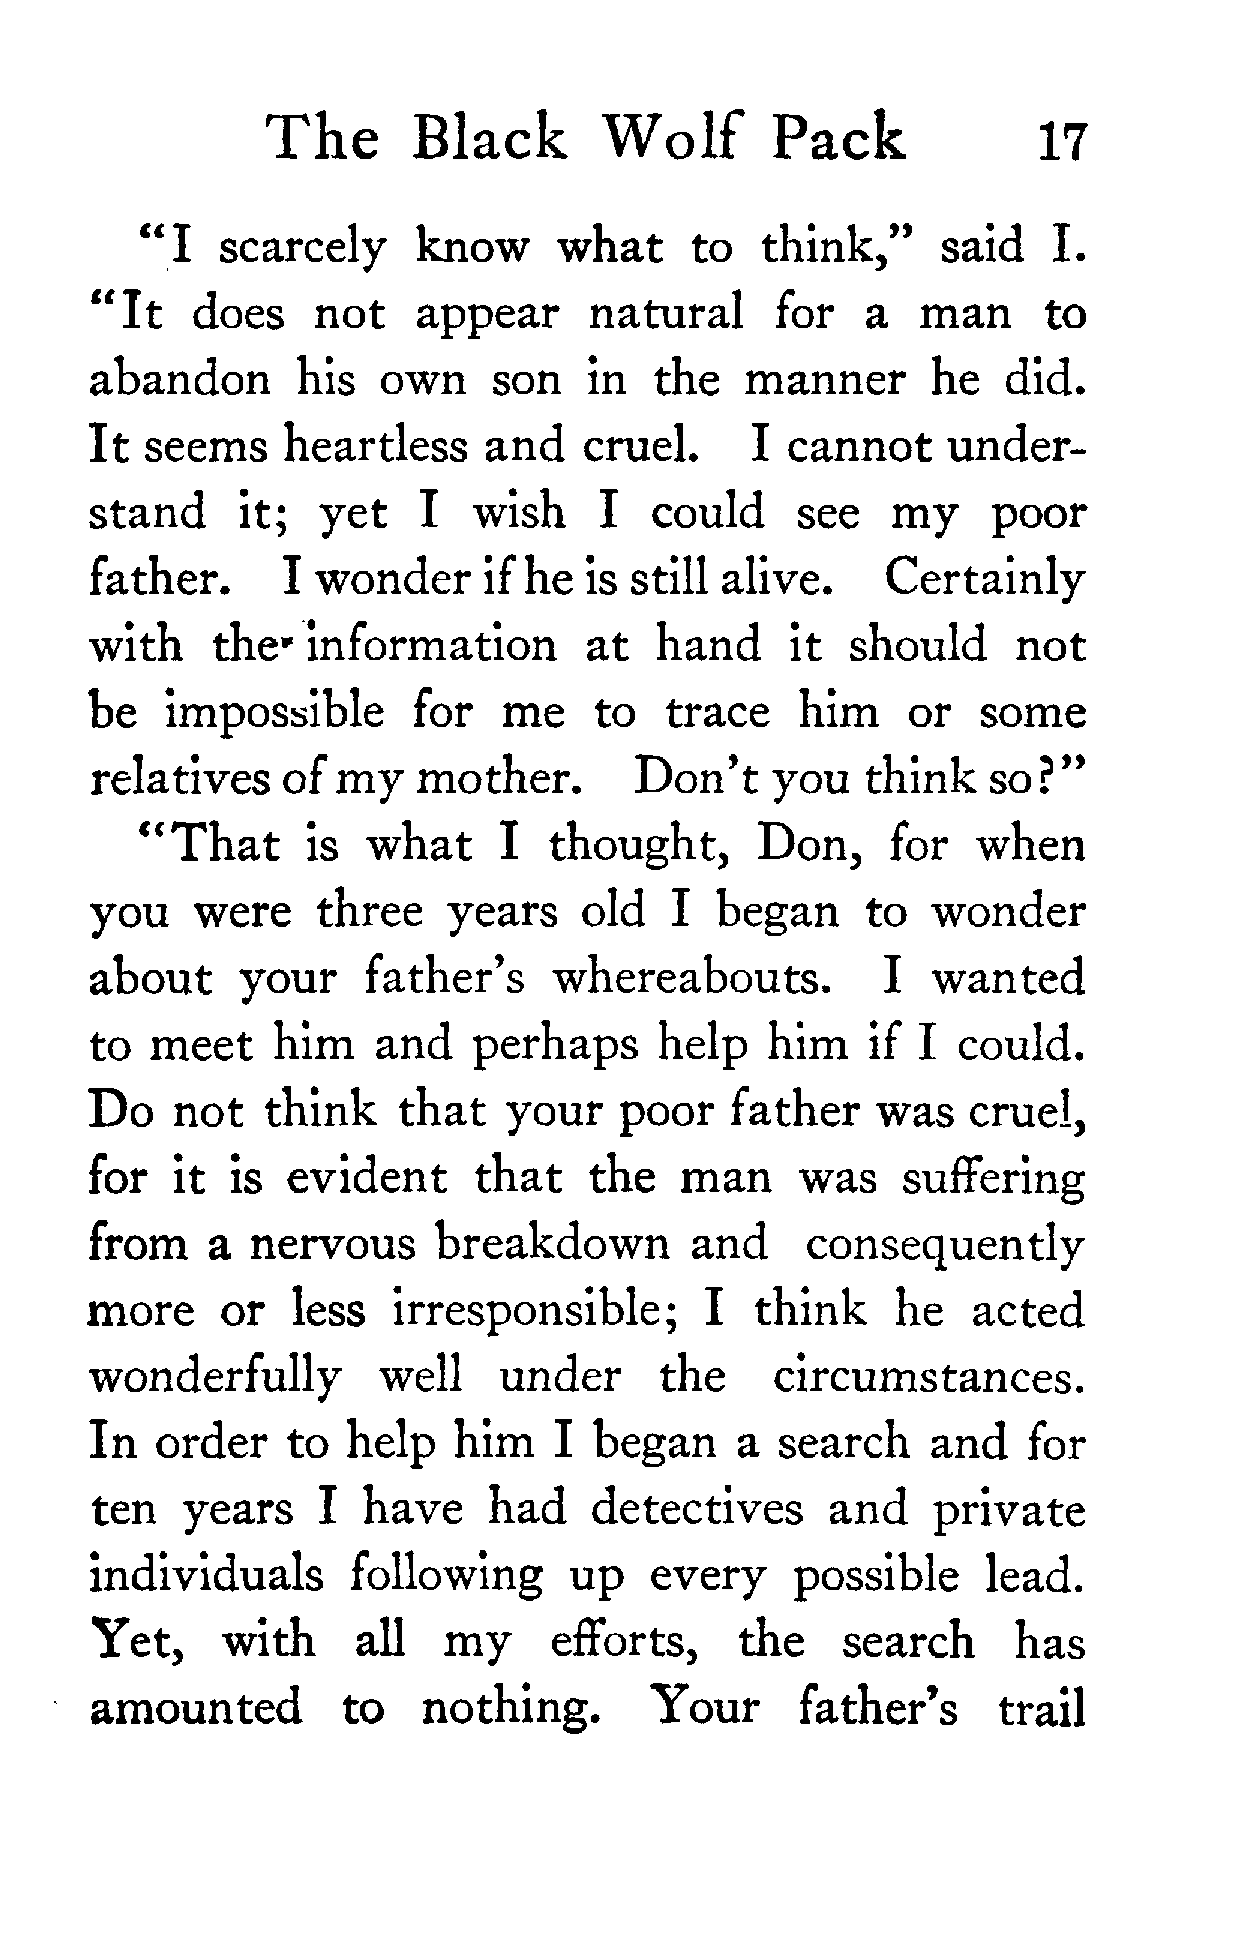 The Black Wolf Pack 17
“I scarcely know what to think,” said I.
“It does not appear natural for a man to
abandon his own son in the manner he did.
It seems heartless and cruel. I cannot under-
stand it; yet I wish I could see my poor
father. I wonder if he is still alive. Certainly
with the information at hand it should not
be impossible for me to trace him or some
relatives of my mother. Don’t you think so?”
“That is what I thought, Don, for when
you were three years old I began to wonder
about your father’s whereabouts. I wanted
to meet him and perhaps help him if I could.
Do not think that your poor father was cruel,
for it is evident that the man was suffering
from a nervous breakdown and consequently
more or less irresponsible; I think he acted
wonderfully well under the circumstances.
In order to help him I began a search and for
ten years I have had detectives and private
individuals following up every possible lead.
Yet, with all my efforts, the search has
amounted to nothing. Your father’s trail